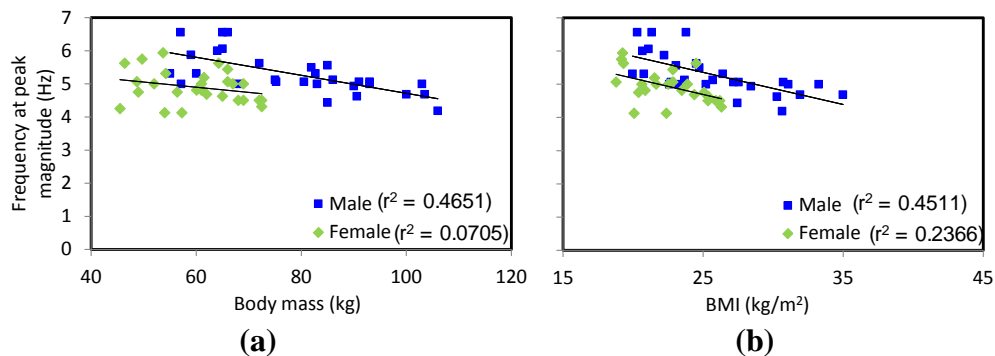 Frequency at peak
magnitude (Hz)
7
6
5
4
3
2
1
0
Male (r² = 0.4651)
Female (r² = 0.0705)
40 60 80 100 120
Body mass (kg)
(a)
Male (r² = 0.4511)
Female (r² = 0.2366)
15 25 35 45
BMI (kg/m²)
(b)